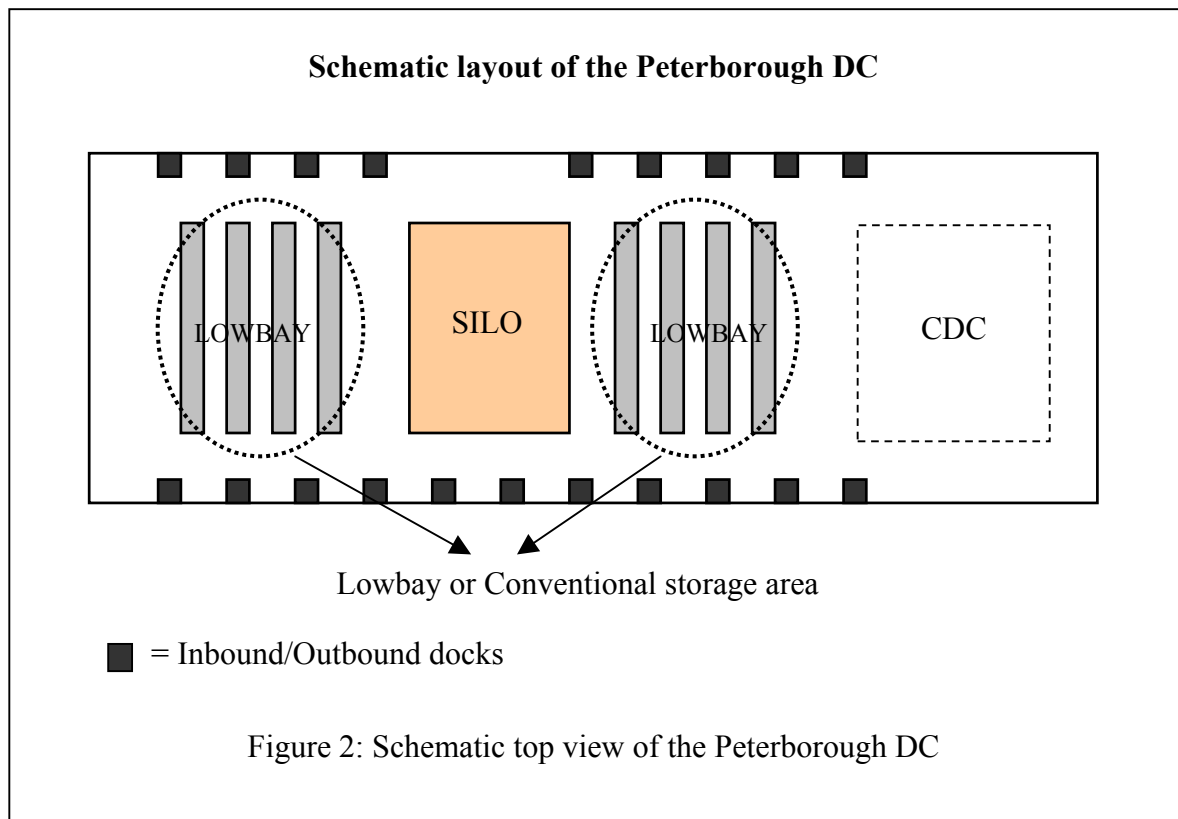 Schematic layout of the Peterborough DC
LOWBAY
SILO
LOWBAY
CDC
Lowbay or Conventional storage area
= Inbound/Outbound docks
Figure 2: Schematic top view of the Peterborough DC